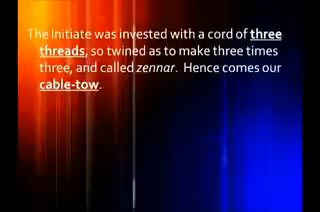 The Initiate was invested with a cord of three
threads, so twined as to make three times
three, and called zennar.  Hence comes our
cable-tow.